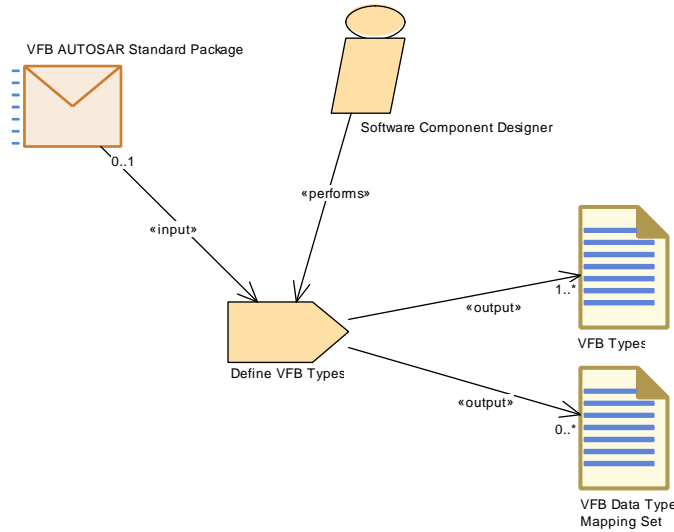 VFB AUTOSAR Standard Package
Software Component Designer
0..1
«performs»
«input»
1..*
«output»
VFB Types
Define VFB Types
«output»
0..*
VFB Data Type
Mapping Set